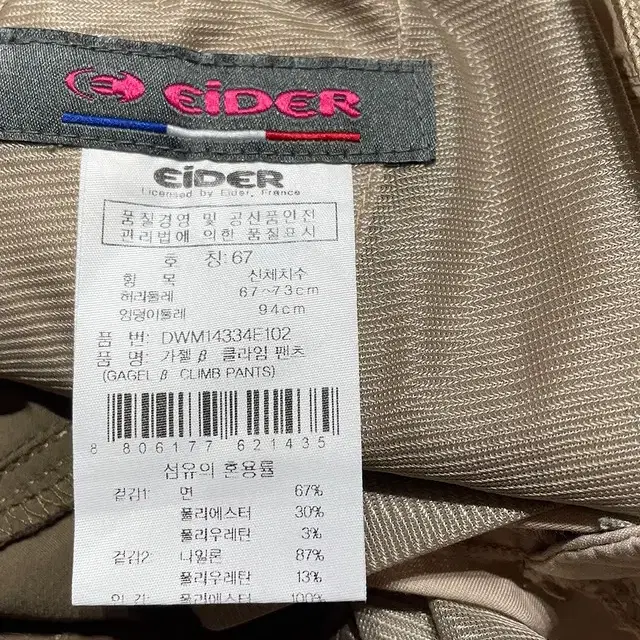 EiDER
EiDER
Licensed by Eider, France
품질경영 및 공산품안전
관리법에 의한 품질표시
호 칭: 67
항 목 신체치수
허리둘레 67~73cm
엉덩이둘레 94cm
품 번: DWM14334E102
품 명: 가젤 β 클라임 팬츠
(GAGEL β CLIMB PANTS)
8 806177 621435
섬유의 혼용률
겉감1: 면 67%
폴리에스터 30%
폴리우레탄 3%
겉감2: 나일론 87%
폴리우레탄 13%
100%